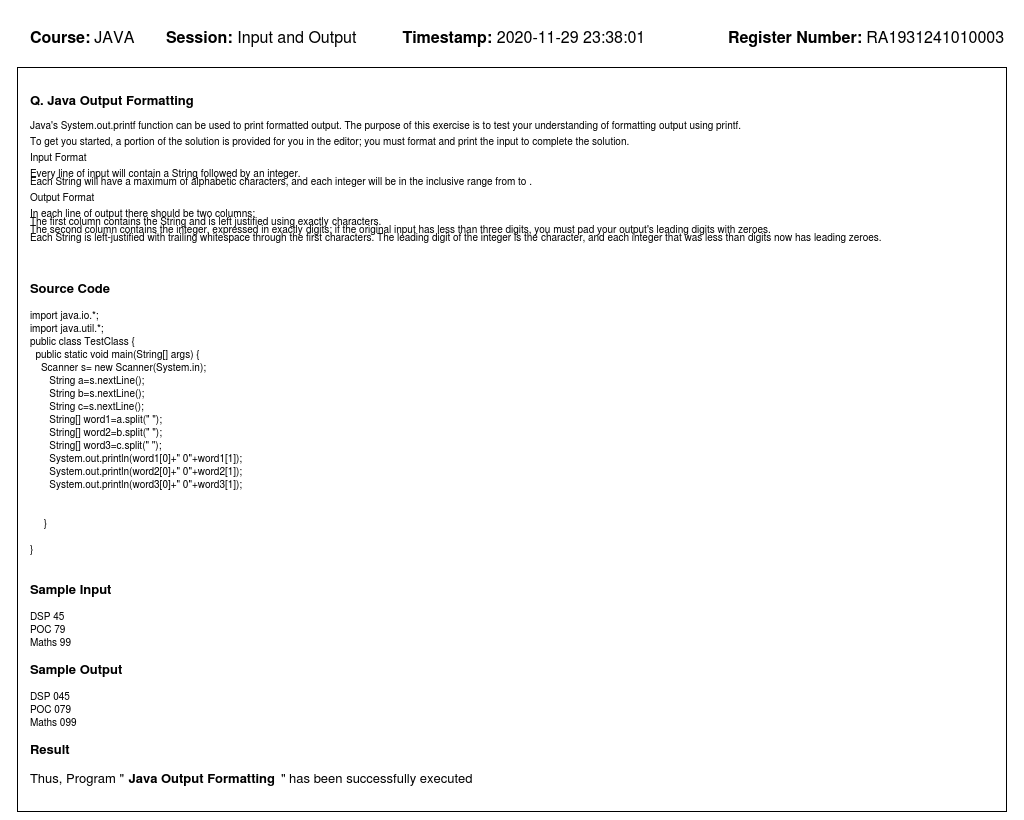 Course: JAVA Session: Input and Output Timestamp: 2020-11-29 23:38:01 Register Number: RA1931241010003
Q. Java Output Formatting
Java's System.out.printf function can be used to print formatted output. The purpose of this exercise is to test your understanding of formatting output using printf.
To get you started, a portion of the solution is provided for you in the editor; you must format and print the input to complete the solution.
Input Format
Every line of input will contain a String followed by an integer.
Each String will have a maximum of alphabetic characters, and each integer will be in the inclusive range from to .
Output Format
In each line of output there should be two columns:
The first column contains the String and is left justified using exactly characters.
The second column contains the integer, expressed in exactly digits; if the original input has less than three digits, you must pad your output's leading digits with zeroes.
Each String is left-justified with trailing whitespace through the first characters. The leading digit of the integer is the character, and each integer that was less than digits now has leading zeroes.
Source Code
import java.io.*;
import java.util.*;
public class TestClass {
public static void main(String[] args) {
Scanner s= new Scanner(System.in);
String a=s.nextLine();
String b=s.nextLine();
String c=s.nextLine();
String[] word1=a.split(" ");
String[] word2=b.split(" ");
String[] word3=c.split(" ");
System.out.println(word1[0]+" 0"+word1[1]);
System.out.println(word2[0]+" 0"+word2[1]);
System.out.println(word3[0]+" 0"+word3[1]);
}
}
Sample Input
DSP 45
POC 79
Maths 99
Sample Output
DSP 045
POC 079
Maths 099
Result
Thus, Program " Java Output Formatting " has been successfully executed